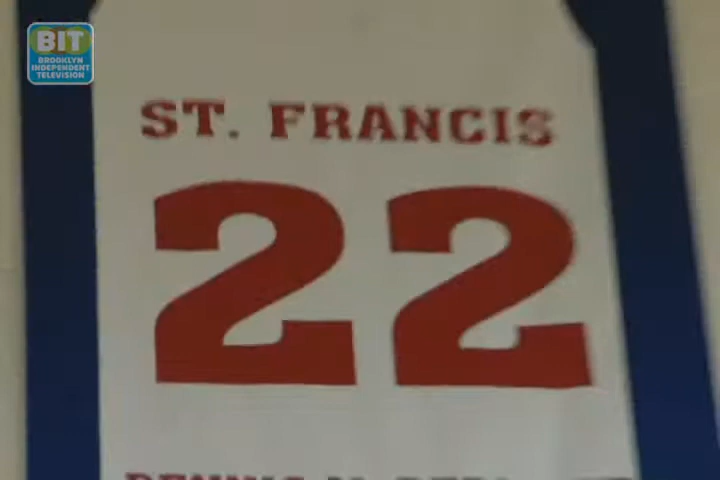 BIT
BROOKLYN
INDEPENDENT
TELEVISION
ST. FRANCIS
22